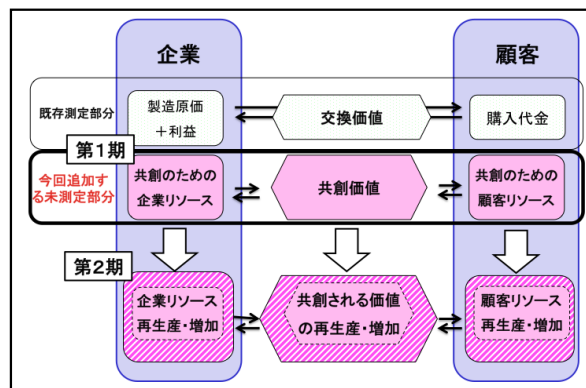 企業
顧客
既存測定部分
製造原価
＋利益
交換価値
購入代金
第1期
今回追加す
る未測定部分
共創のための
企業リソース
共創価値
共創のための
顧客リソース
第2期
企業リソース
再生産・増加
共創される価値
の再生産・増加
顧客リソース
再生産・増加